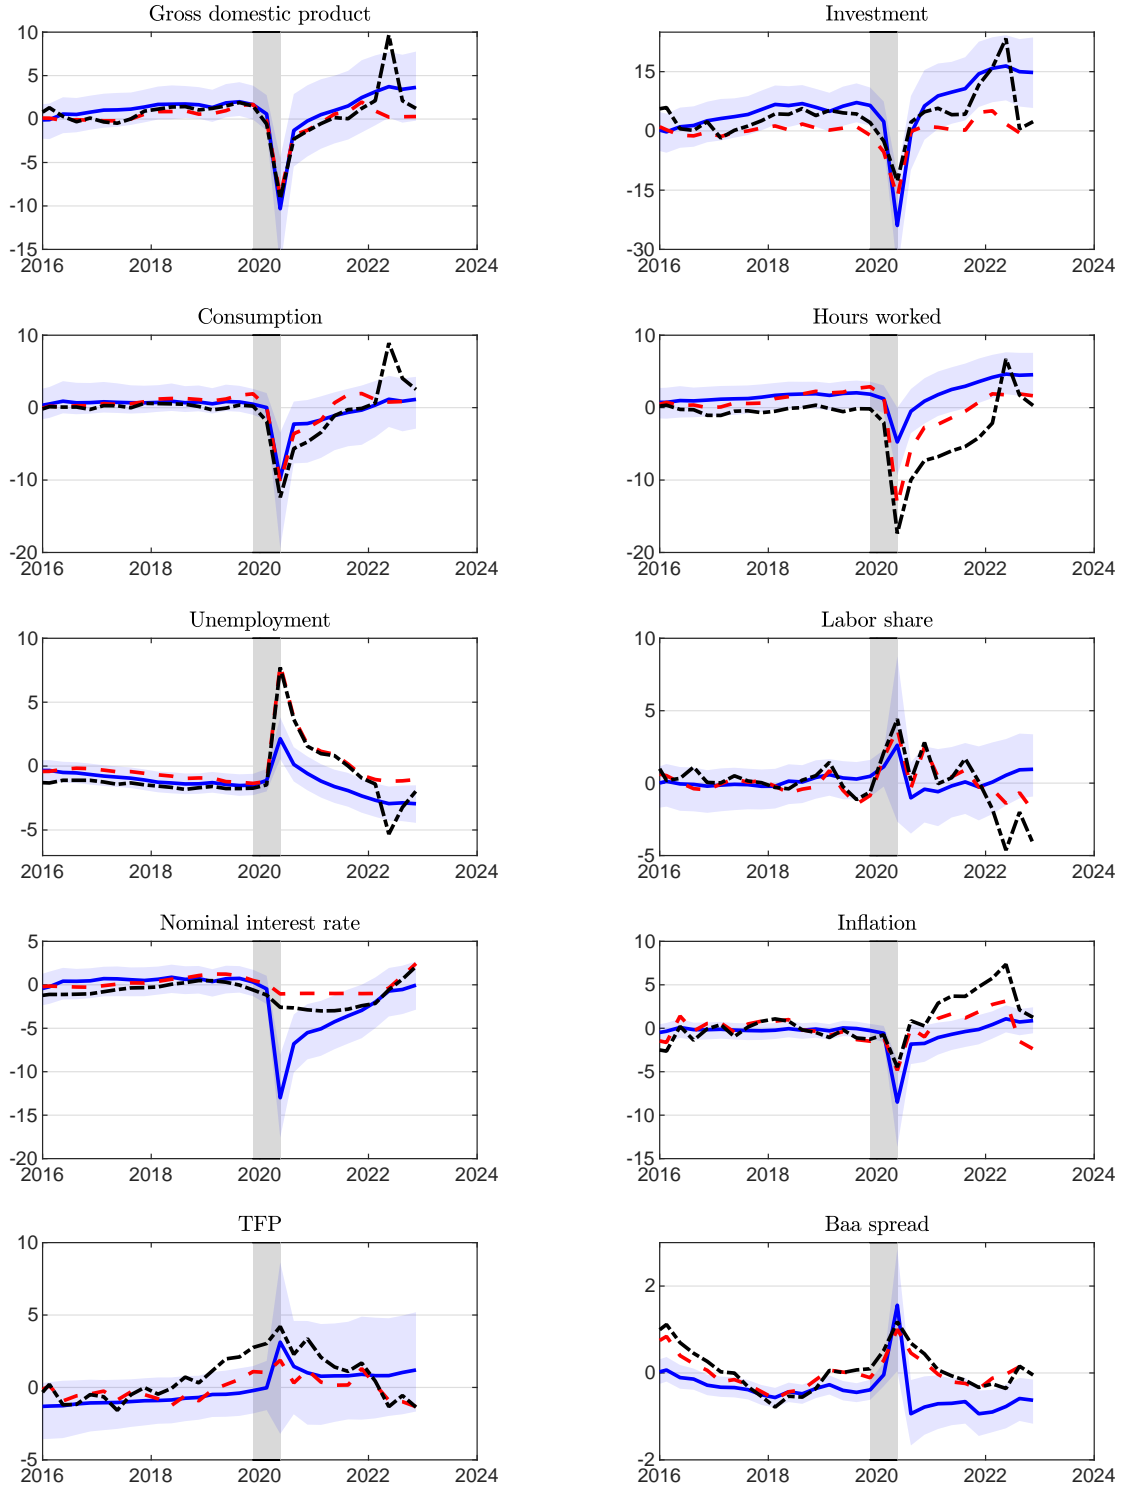 Gross domestic product
10
5
0
-5
-10
-15
2016 2018 2020 2022 2024
Investment
15
0
-15
-30
2016 2018 2020 2022 2024
Consumption
10
0
-10
-20
2016 2018 2020 2022 2024
Hours worked
10
0
-10
-20
2016 2018 2020 2022 2024
Unemployment
10
5
0
-5
2016 2018 2020 2022 2024
Labor share
10
5
0
-5
2016 2018 2020 2022 2024
Nominal interest rate
5
0
-5
-10
-15
-20
2016 2018 2020 2022 2024
Inflation
10
5
0
-5
-10
-15
2016 2018 2020 2022 2024
TFP
10
5
0
-5
2016 2018 2020 2022 2024
Baa spread
2
0
-2
2016 2018 2020 2022 2024